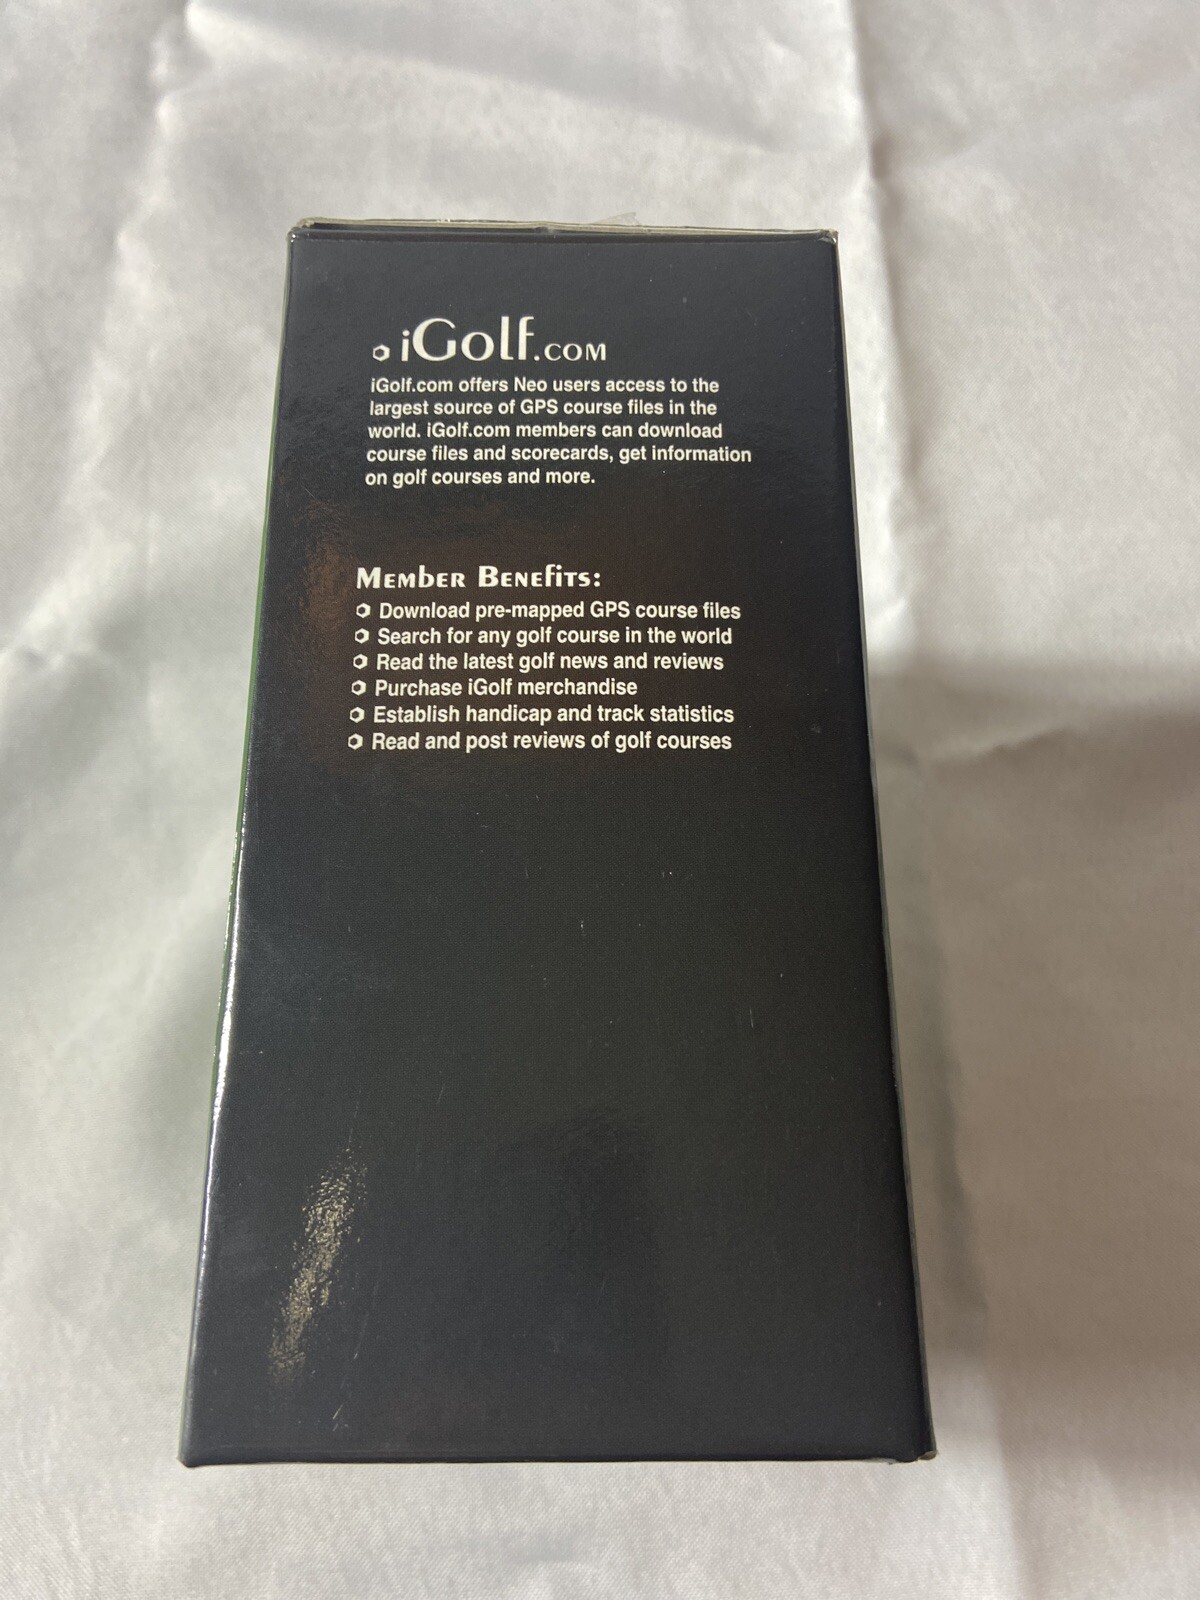 iGolf.com
iGolf.com offers Neo users access to the
largest source of GPS course files in the
world. iGolf.com members can download
course files and scorecards, get information
on golf courses and more.
Member Benefits:
Download pre-mapped GPS course files
Search for any golf course in the world
Read the latest golf news and reviews
Purchase iGolf merchandise
Establish handicap and track statistics
Read and post reviews of golf courses